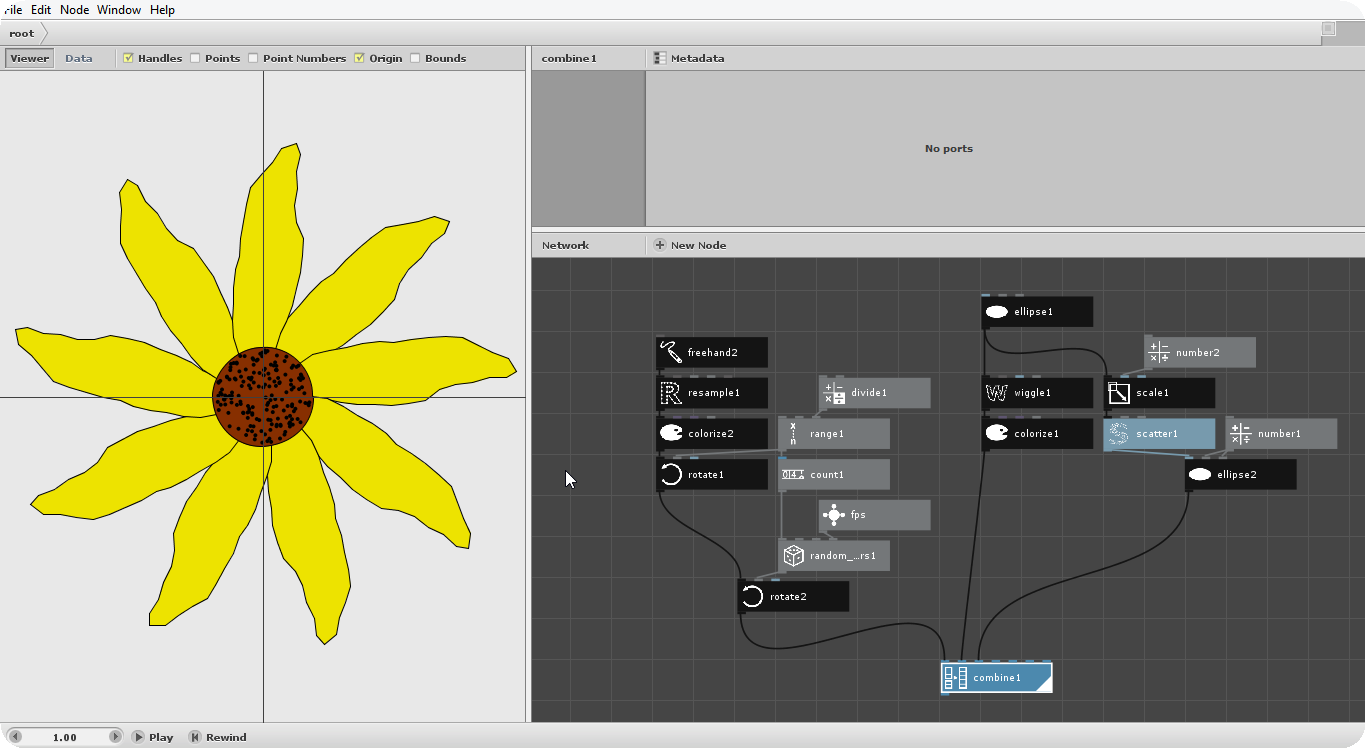 File Edit Node Window Help
root
Viewer Data Handles Points Point Numbers Origin Bounds
combine1 Metadata
No ports
Network New Node
ellipse1
freehand2
number2
resample1
divide1
wiggle1
scale1
colorize2
range1
colorize1
scatter1
number1
rotate1
count1
ellipse2
fps
random_...rs1
rotate2
combine1
1.00 Play Rewind